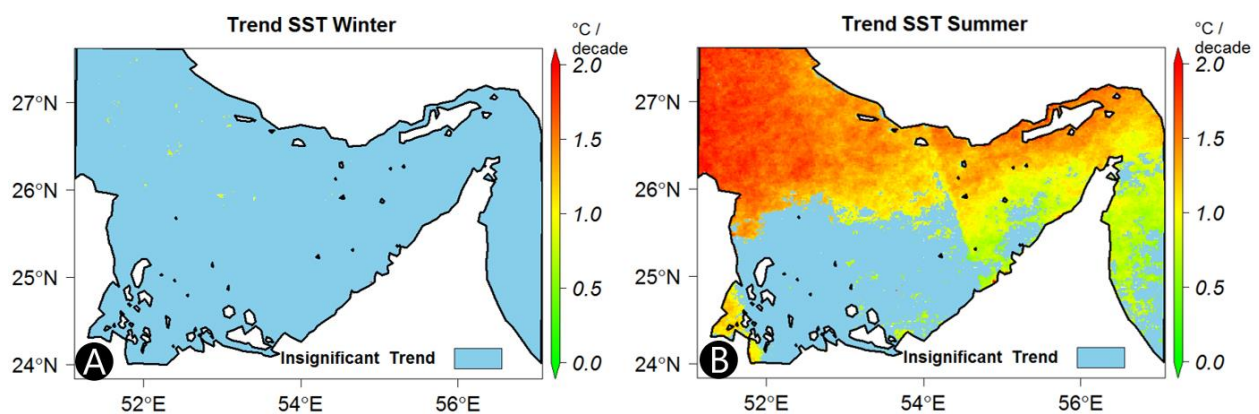 Trend SST Winter
°C /
decade
2.0
1.5
1.0
0.5
0.0
27°N
26°N
25°N
24°N
52°E
54°E
56°E
Insignificant Trend
A
Trend SST Summer
°C /
decade
2.0
1.5
1.0
0.5
0.0
27°N
26°N
25°N
24°N
52°E
54°E
56°E
Insignificant Trend
B